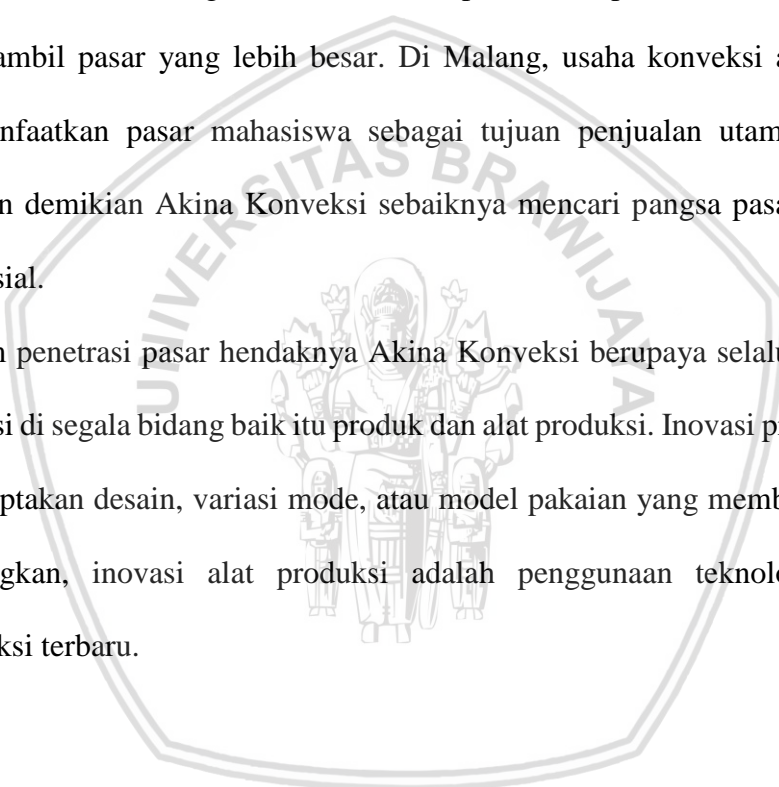 ambil pasar yang lebih besar. Di Malang, usaha konveksi a
nfaatkan pasar mahasiswa sebagai tujuan penjualan utam
n demikian Akina Konveksi sebaiknya mencari pangsa pasa
sial.
n penetrasi pasar hendaknya Akina Konveksi berupaya selalu
si di segala bidang baik itu produk dan alat produksi. Inovasi p
ptakan desain, variasi mode, atau model pakaian yang memb
gkan, inovasi alat produksi adalah penggunaan teknolo
ksi terbaru.
UNIVERSITAS BRAWIJAYA